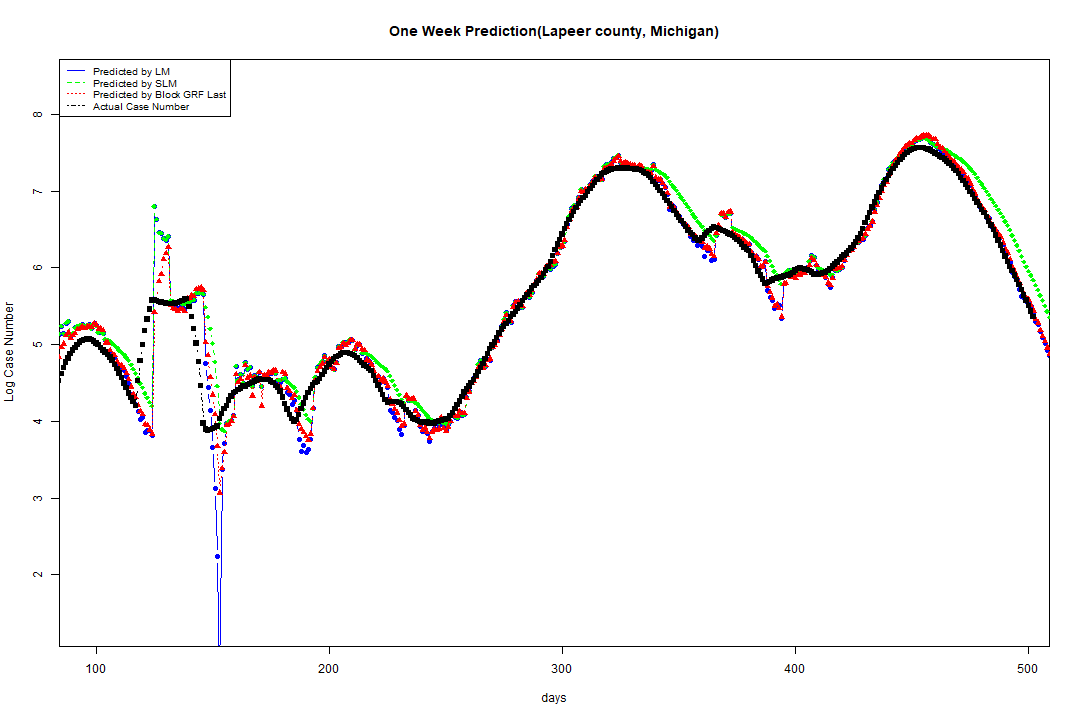 One Week Prediction(Lapeer county, Michigan)
Predicted by LM
Predicted by SLM
Predicted by Block GRF Last
Actual Case Number
8
7
6
5
4
3
2
Log Case Number
100 200 300 400 500
days